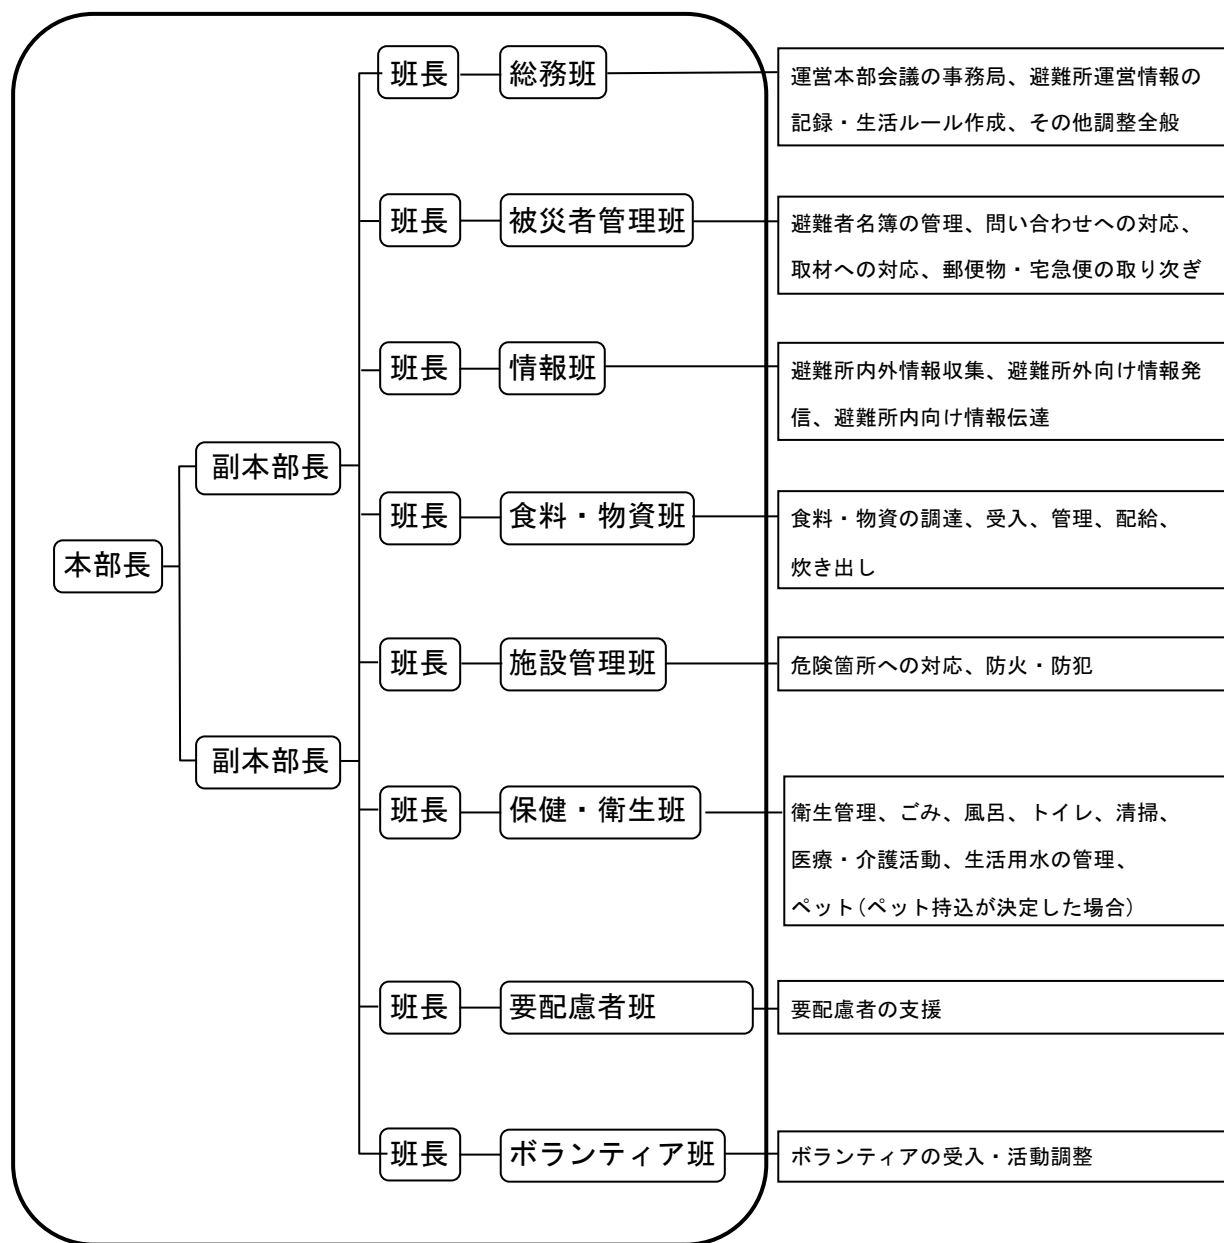 班長
総務班
運営本部会議の事務局、避難所運営情報の
記録・生活ルール作成、その他調整全般
班長
被災者管理班
避難者名簿の管理、問い合わせへの対応、
取材への対応、郵便物・宅急便の取り次ぎ
班長
情報班
避難所内外情報収集、避難所外向け情報発
信、避難所内向け情報伝達
副本部長
班長
食料・物資班
食料・物資の調達、受入、管理、配給、
炊き出し
本部長
班長
施設管理班
危険箇所への対応、防火・防犯
副本部長
班長
保健・衛生班
衛生管理、ごみ、風呂、トイレ、清掃、
医療・介護活動、生活用水の管理、
ペット(ペット持込が決定した場合)
班長
要配慮者班
要配慮者の支援
班長
ボランティア班
ボランティアの受入・活動調整